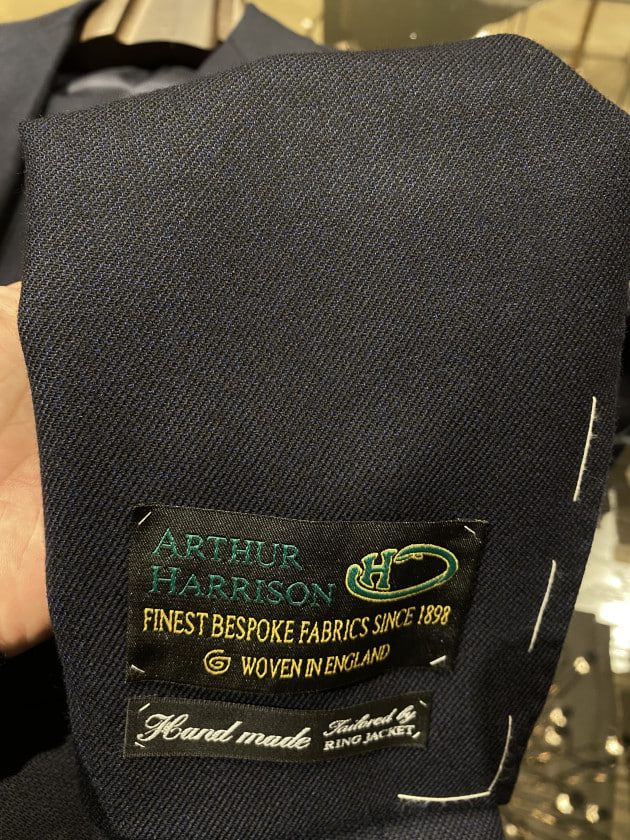 ARTHUR
HARRISON
H
FINEST BESPOKE FABRICS SINCE 1898
WOVEN IN ENGLAND
Hand made
Tailored by
RING JACKET